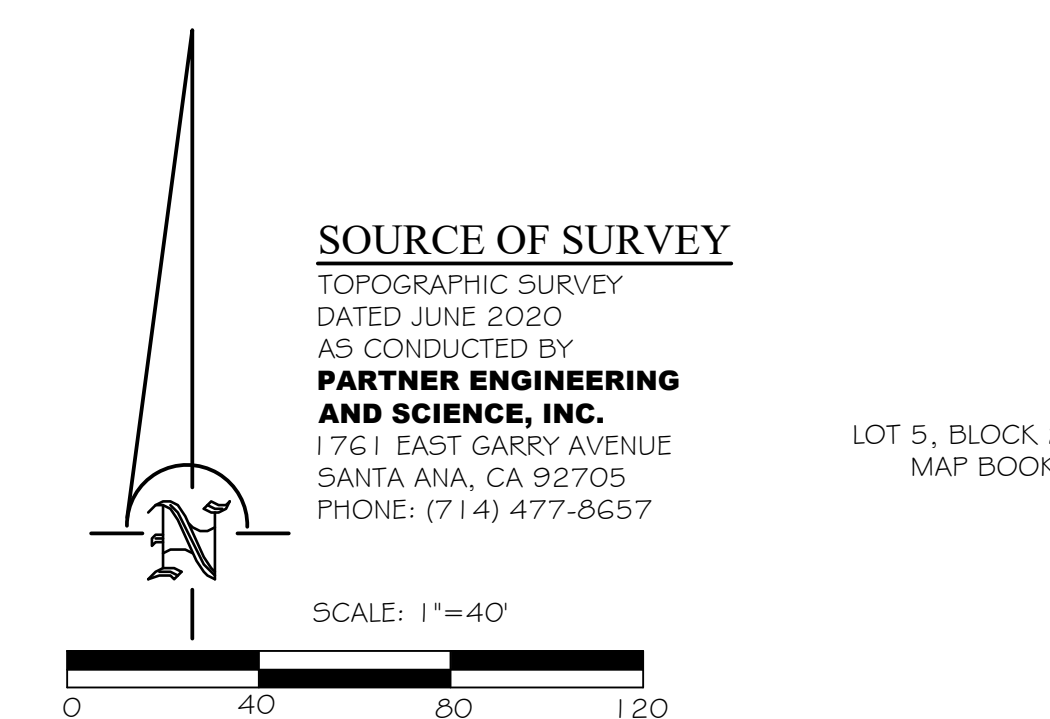 SOURCE OF SURVEY
TOPOGRAPHIC SURVEY
DATED JUNE 2020
AS CONDUCTED BY
PARTNER ENGINEERING
AND SCIENCE, INC.
1761 EAST GARRY AVENUE
SANTA ANA, CA 92705
PHONE: (714) 477-8657
LOT 5, BLOCK
MAP BOOK
N
SCALE: 1"=40'
0 40 80 120